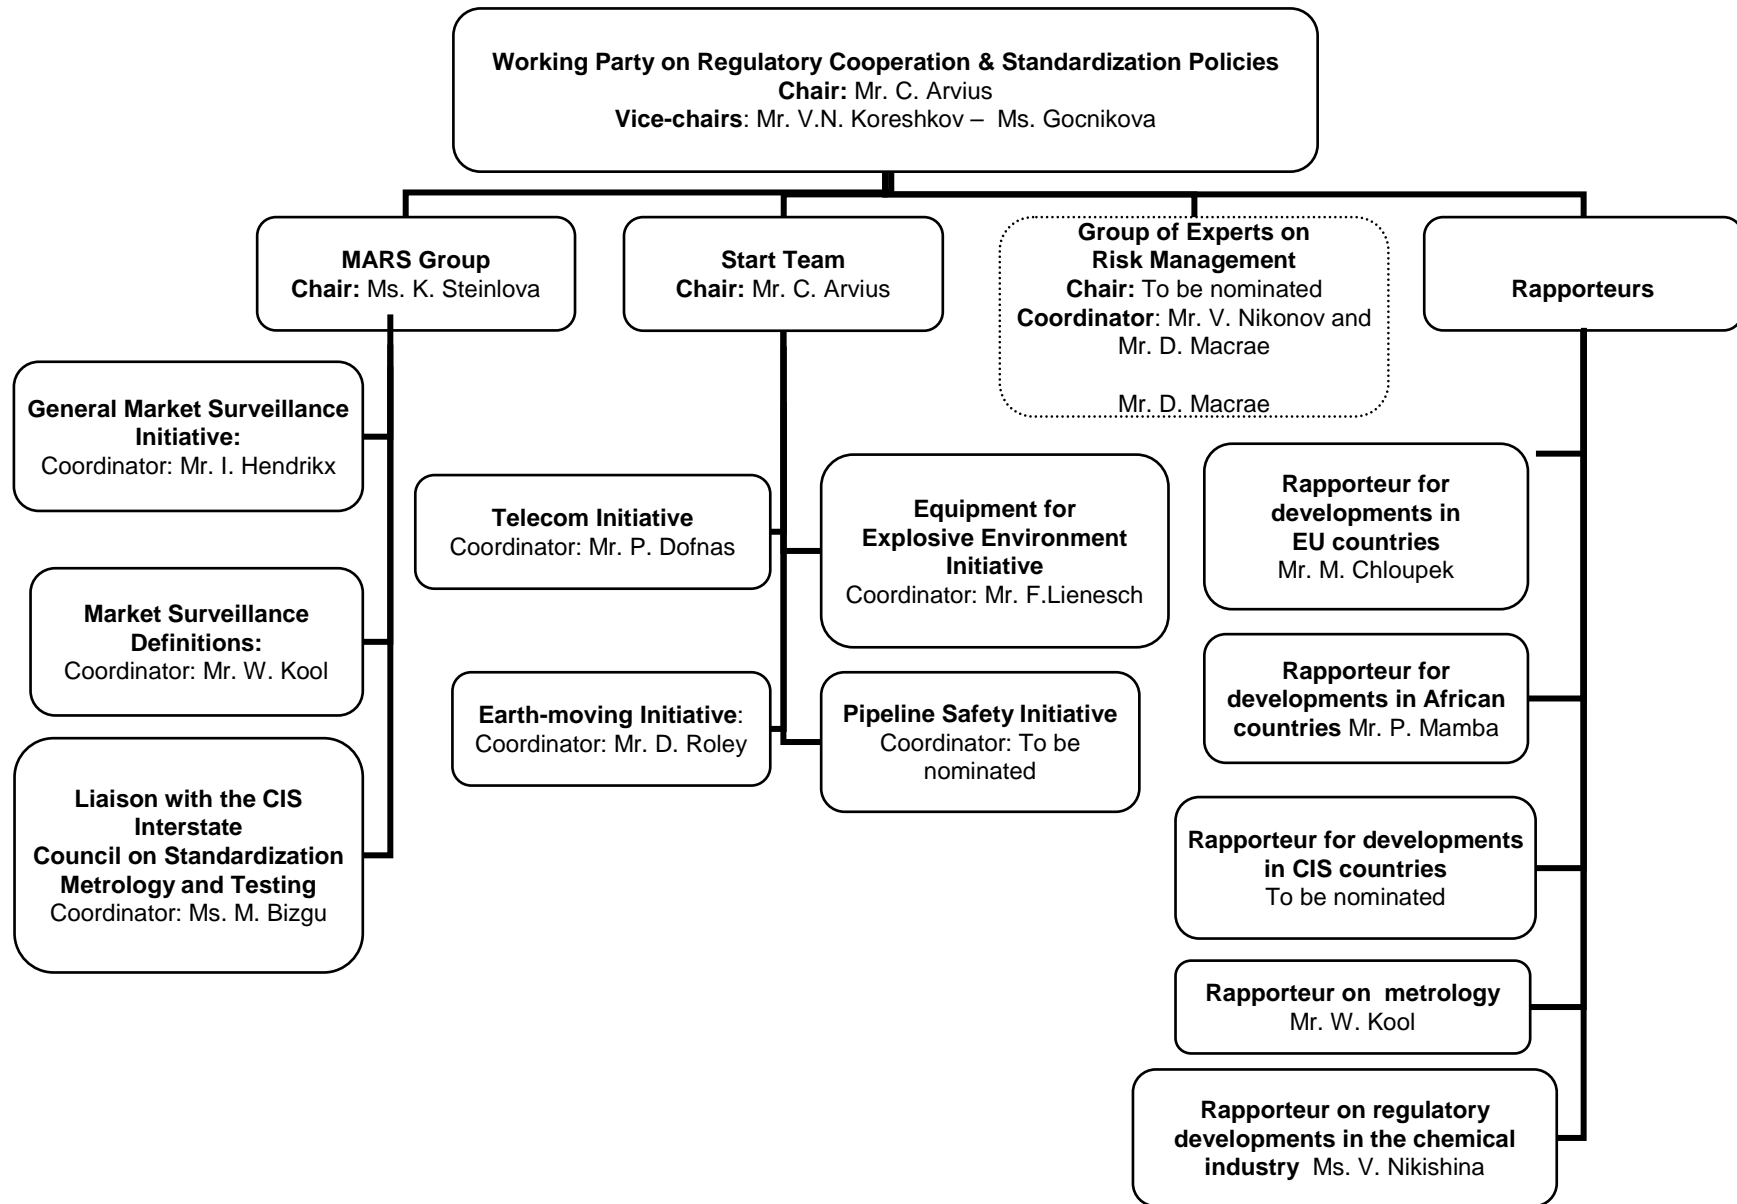 Working Party on Regulatory Cooperation & Standardization Policies
Chair: Mr. C. Arvius
Vice-chairs: Mr. V.N. Koreshkov – Ms. Gocnikova
MARS Group
Chair: Ms. K. Steinlova
Start Team
Chair: Mr. C. Arvius
Group of Experts on
Risk Management
Chair: To be nominated
Coordinator: Mr. V. Nikonov and
Mr. D. Macrae
Mr. D. Macrae
Rapporteurs
General Market Surveillance
Initiative:
Coordinator: Mr. I. Hendrikx
Market Surveillance
Definitions:
Coordinator: Mr. W. Kool
Liaison with the CIS
Interstate
Council on Standardization
Metrology and Testing
Coordinator: Ms. M. Bizgu
Telecom Initiative
Coordinator: Mr. P. Dofnas
Equipment for
Explosive Environment
Initiative
Coordinator: Mr. F.Lienesch
Earth-moving Initiative:
Coordinator: Mr. D. Roley
Pipeline Safety Initiative
Coordinator: To be
nominated
Rapporteur for
developments in
EU countries
Mr. M. Chloupek
Rapporteur for
developments in African
countries Mr. P. Mamba
Rapporteur for developments
in CIS countries
To be nominated
Rapporteur on metrology
Mr. W. Kool
Rapporteur on regulatory
developments in the chemical
industry Ms. V. Nikishina